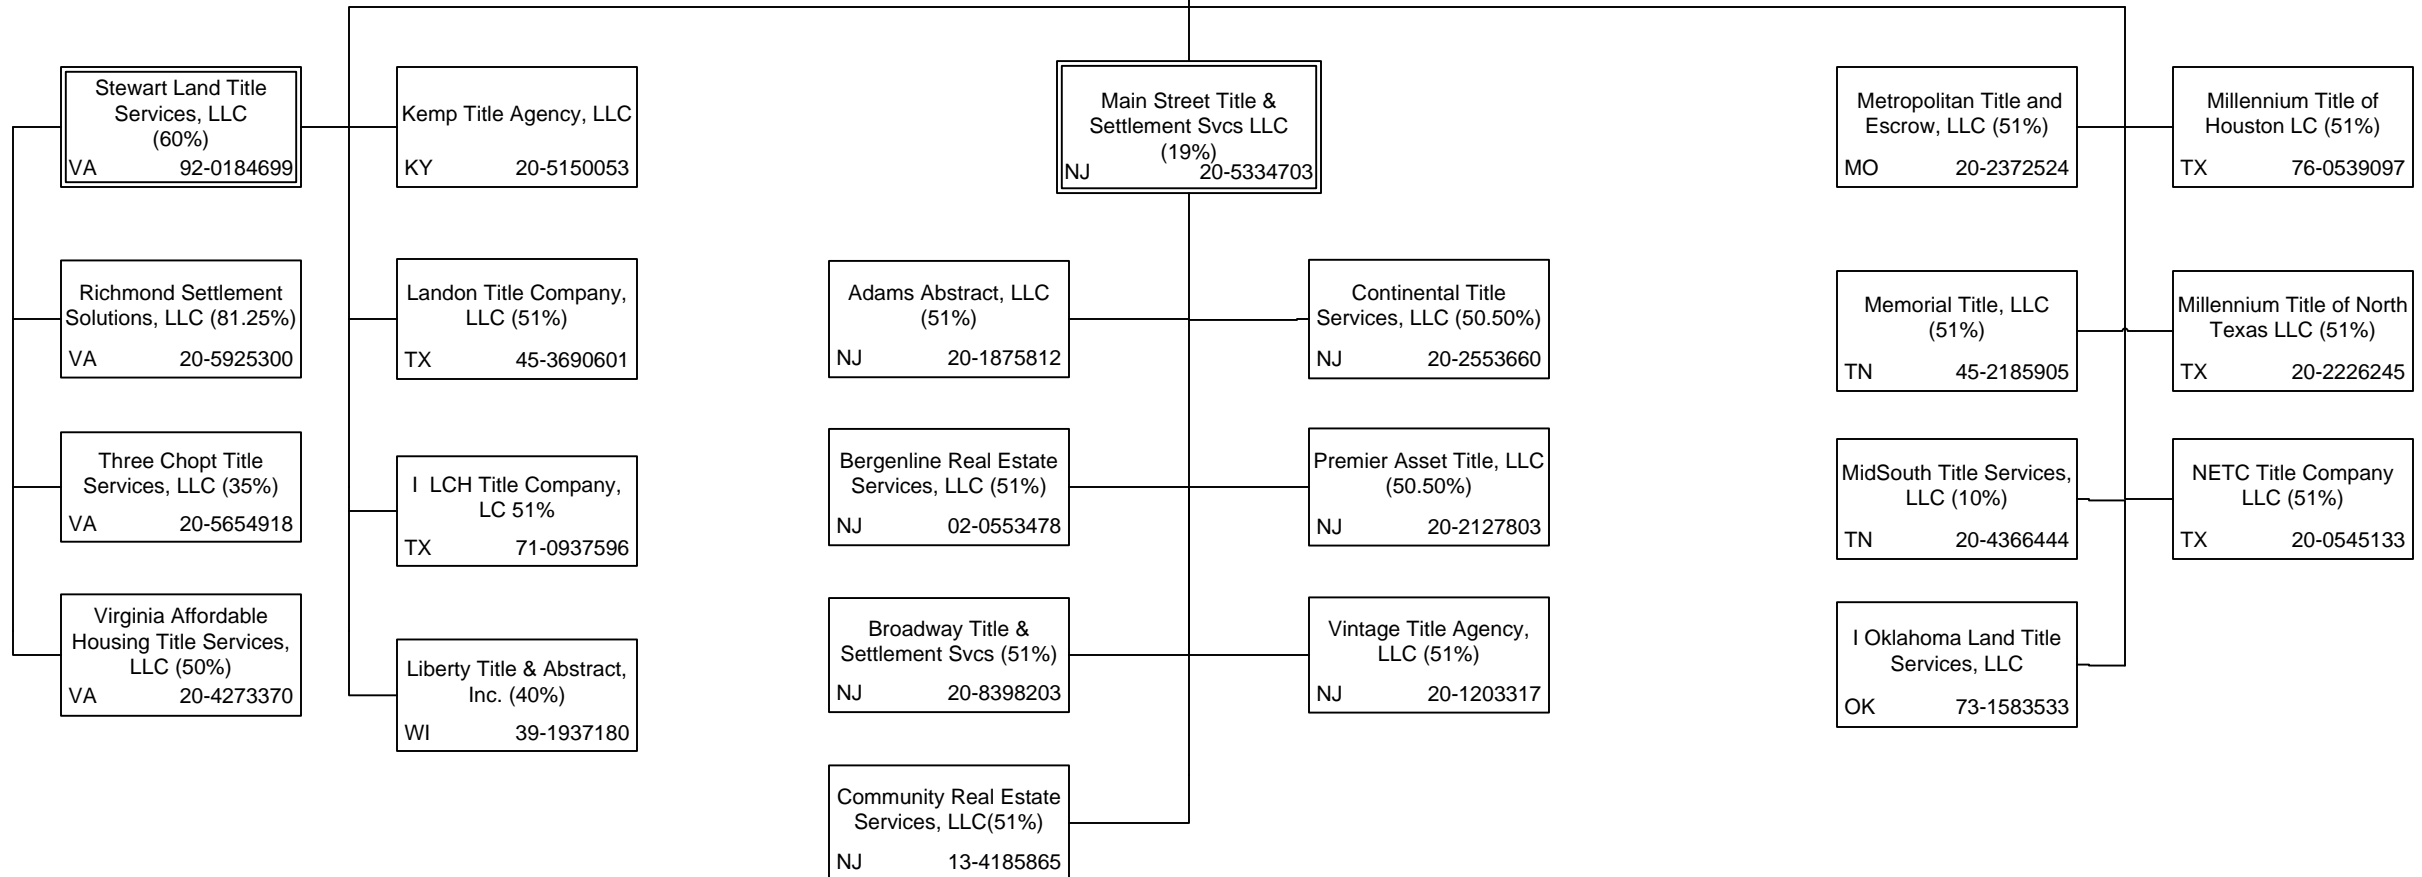 Stewart Land Title
Services, LLC
(60%)
VA 92-0184699
Richmond Settlement
Solutions, LLC (81.25%)
VA 20-5925300
Three Chopt Title
Services, LLC (35%)
VA 20-5654918
Virginia Affordable
Housing Title Services,
LLC (50%)
VA 20-4273370
Kemp Title Agency, LLC
KY 20-5150053
Landon Title Company,
LLC (51%)
TX 45-3690601
I LCH Title Company,
LC 51%
TX 71-0937596
Liberty Title & Abstract,
Inc. (40%)
WI 39-1937180
Main Street Title &
Settlement Svcs LLC
(19%)
NJ 20-5334703
Adams Abstract, LLC
(51%)
NJ 20-1875812
Bergenline Real Estate
Services, LLC (51%)
NJ 02-0553478
Broadway Title &
Settlement Svcs (51%)
NJ 20-8398203
Community Real Estate
Services, LLC(51%)
NJ 13-4185865
Continental Title
Services, LLC (50.50%)
NJ 20-2553660
Premier Asset Title, LLC
(50.50%)
NJ 20-2127803
Vintage Title Agency,
LLC (51%)
NJ 20-1203317
Metropolitan Title and
Escrow, LLC (51%)
MO 20-2372524
Memorial Title, LLC
(51%)
TN 45-2185905
MidSouth Title Services,
LLC (10%)
TN 20-4366444
I Oklahoma Land Title
Services, LLC
OK 73-1583533
Millennium Title of
Houston LC (51%)
TX 76-0539097
Millennium Title of North
Texas LLC (51%)
TX 20-2226245
NETC Title Company
LLC (51%)
TX 20-0545133